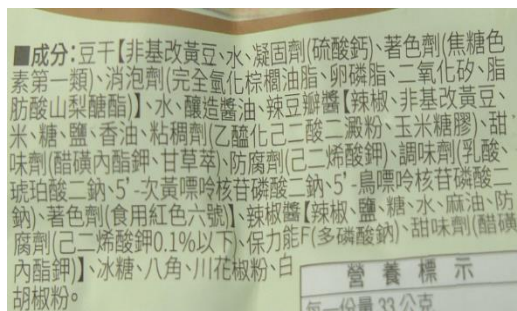 ■成分:豆干【非基改黃豆、水、凝固劑(硫酸鈣)、著色劑(焦糖色
素第一類)、消泡劑(完全氫化棕櫚油脂、卵磷脂、二氧化矽、脂
肪酸山梨醣酯)】、水、釀造醬油、辣豆瓣醬【辣椒、非基改黃豆、
米、糖、鹽、香油、粘稠劑(乙醯化己二酸二澱粉、玉米糖膠)、甜
味劑(醋磺內酯鉀、甘草萃)、防腐劑(己二烯酸鉀)、調味劑(乳酸、
琥珀酸二鈉、5'-次黃嘌呤核苷磷酸二鈉、5'-鳥嘌呤核苷磷酸二
鈉)、著色劑(食用紅色六號)】、辣椒醬【辣椒、鹽、糖、水、麻油、防
腐劑(己二烯酸鉀0.1%以下)、保力能F(多磷酸鈉)、甜味劑(醋磺
內酯鉀)】、冰糖、八角、川花椒粉、白
胡椒粉。
營養標示
每一份量33公克